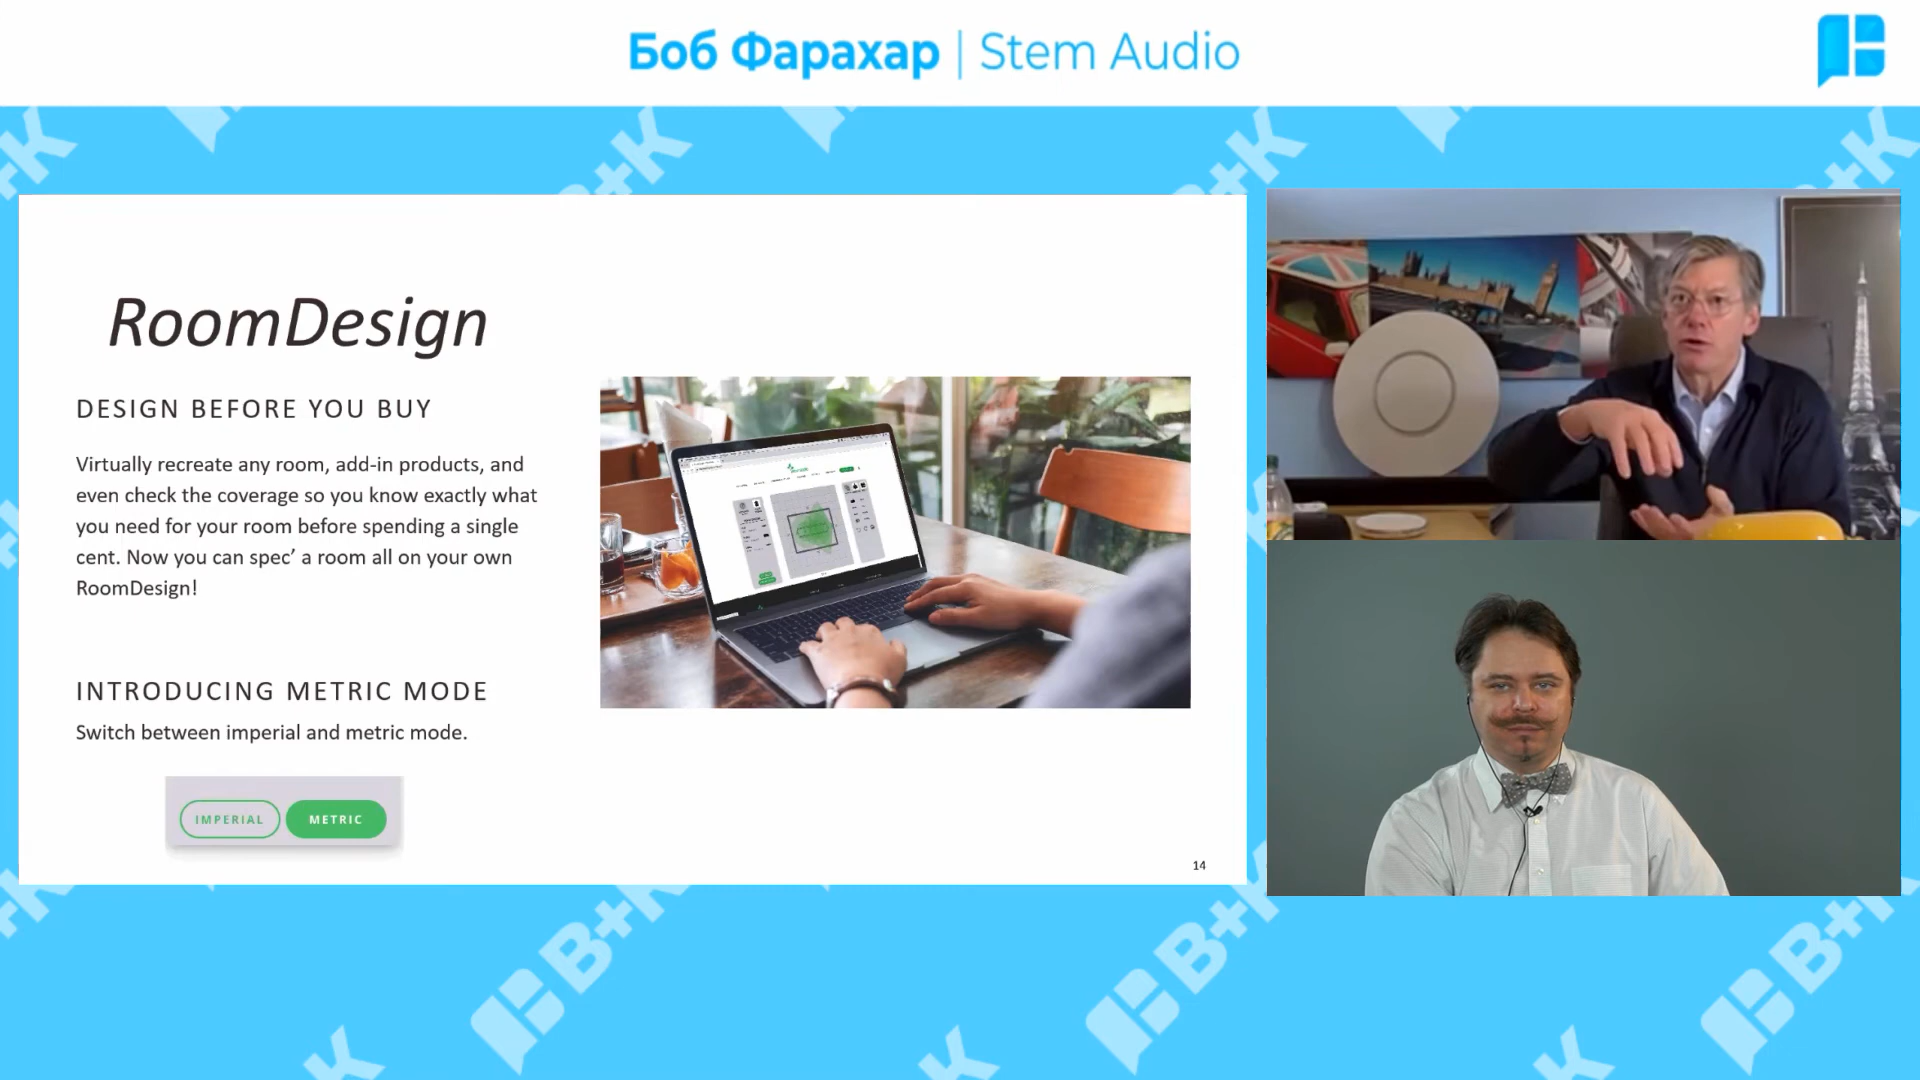 Боб Фарахар | Stem Audio
RoomDesign
DESIGN BEFORE YOU BUY
Virtually recreate any room, add-in products, and
even check the coverage so you know exactly what
you need for your room before spending a single
cent. Now you can spec’ a room all on your own
RoomDesign!
INTRODUCING METRIC MODE
Switch between imperial and metric mode.
IMPERIAL METRIC
14
B+K
B+K
B+K
B+K
B+K
B+K